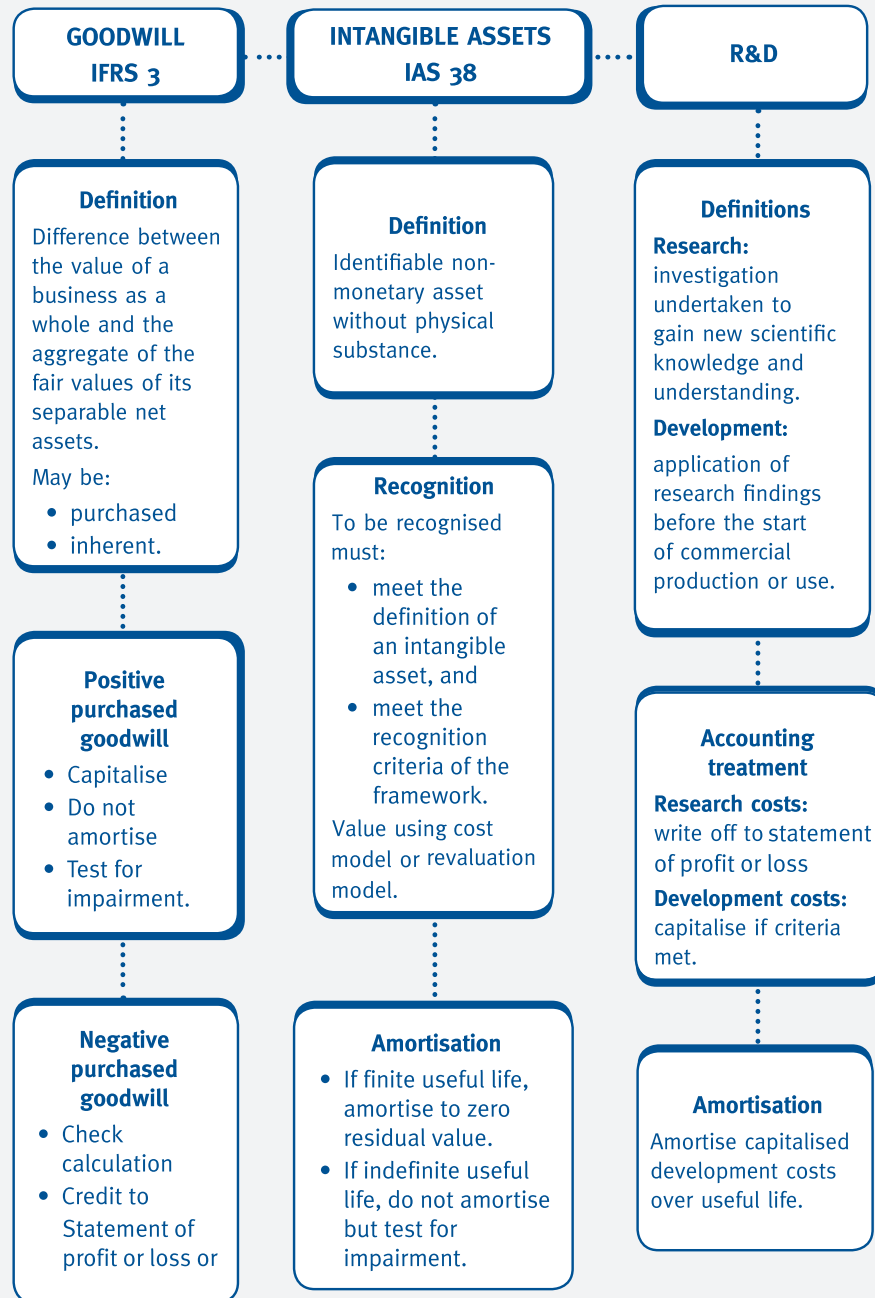 GOODWILL
IFRS 3
INTANGIBLE ASSETS
IAS 38
R&D
Definition
Difference between
the value of a
business as a
whole and the
aggregate of the
fair values of its
separable net
assets.
May be:
• purchased
• inherent.
Positive
purchased
goodwill
• Capitalise
• Do not
amortise
• Test for
impairment.
Negative
purchased
goodwill
• Check
calculation
• Credit to
Statement of
profit or loss or
Definition
Identifiable non-
monetary asset
without physical
substance.
Recognition
To be recognised
must:
• meet the
definition of
an intangible
asset, and
• meet the
recognition
criteria of the
framework.
Value using cost
model or revaluation
model.
Amortisation
• If finite useful life,
amortise to zero
residual value.
• If indefinite useful
life, do not amortise
but test for
impairment.
Definitions
Research:
investigation
undertaken to
gain new scientific
knowledge and
understanding.
Development:
application of
research findings
before the start
of commercial
production or use.
Accounting
treatment
Research costs:
write off to statement
of profit or loss
Development costs:
capitalise if criteria
met.
Amortisation
Amortise capitalised
development costs
over useful life.